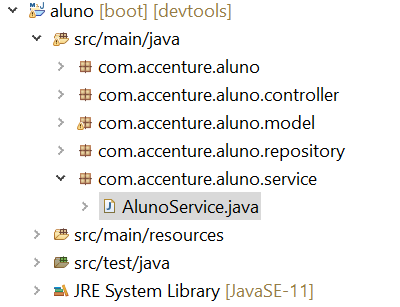 aluno [boot] [devtools]
src/main/java
com.accenture.aluno
com.accenture.aluno.controller
com.accenture.aluno.model
com.accenture.aluno.repository
com.accenture.aluno.service
AlunoService.java
src/main/resources
src/test/java
JRE System Library [JavaSE-11]